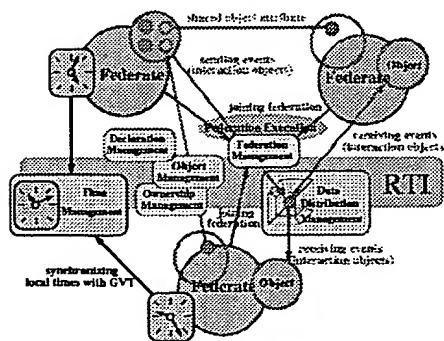 shared object attribute
sending events
(interaction objects)
Federate
Federate
Object
joining federation
Federation Execution
receiving events
(interaction objects)
Declaration
Management
Federation
Management
Object
Management
RTI
Time
Management
Ownership
Management
Data
Distribution
Management
joining
federation
synchronizing
local times with GVT
receiving events
(interaction objects)
Federate
Object